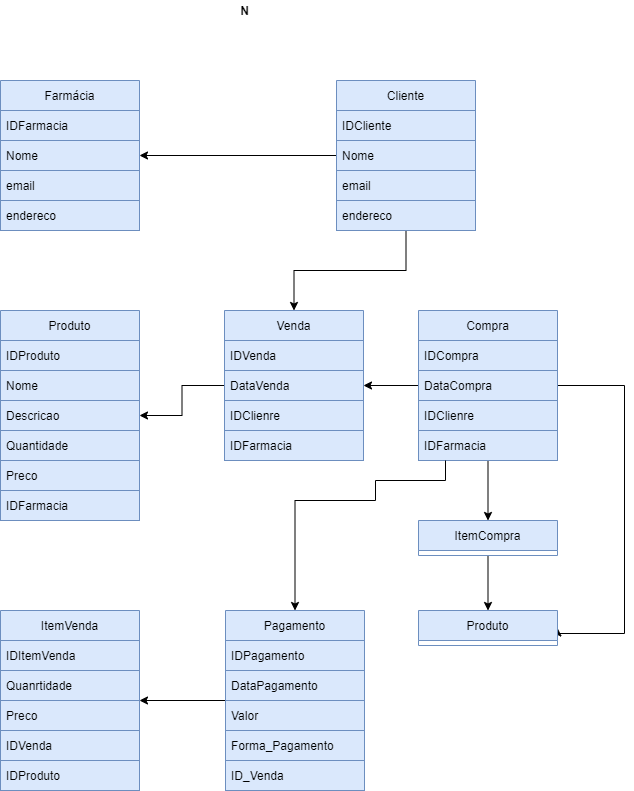 N
Farmácia
IDFarmacia
Nome
email
endereco
Cliente
IDCliente
Nome
email
endereco
Produto
IDProduto
Nome
Descricao
Quantidade
Preco
IDFarmacia
Venda
IDVenda
DataVenda
IDClienre
IDFarmacia
Compra
IDCompra
DataCompra
IDClienre
IDFarmacia
ItemCompra
Produto
ItemVenda
IDItemVenda
Quanrtidade
Preco
IDVenda
IDProduto
Pagamento
IDPagamento
DataPagamento
Valor
Forma_Pagamento
ID_Venda